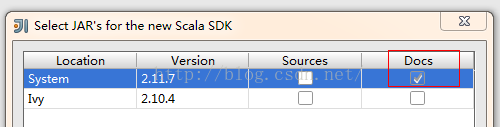 Select JAR's for the new Scala SDK
Location Version Sources Docs
System 2.11.7
http://blog.csdn.net/
Ivy 2.10.4